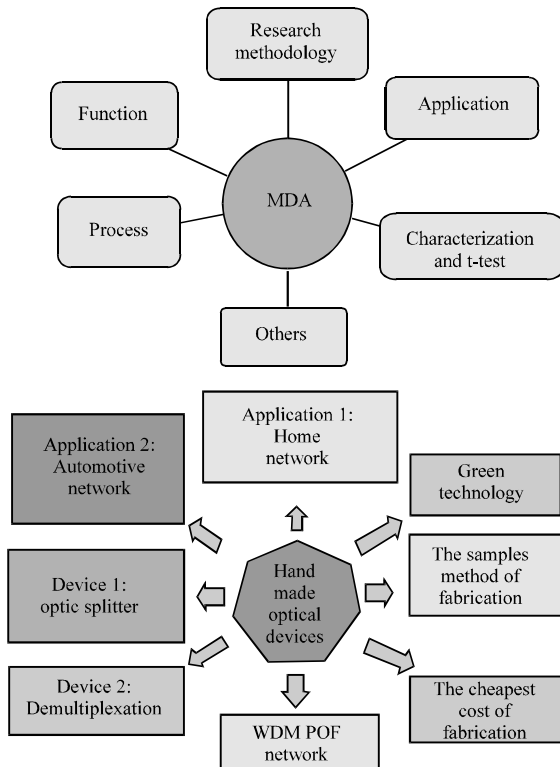 Research
methodology
Function
Application
MDA
Process
Characterization
and t-test
Others
Application 1:
Home
network
Application 2:
Automotive
network
Green
technology
Hand
made
optical
devices
Device 1:
optic splitter
The samples
method of
fabrication
Device 2:
Demultiplexation
WDM POF
network
The cheapest
cost of
fabrication